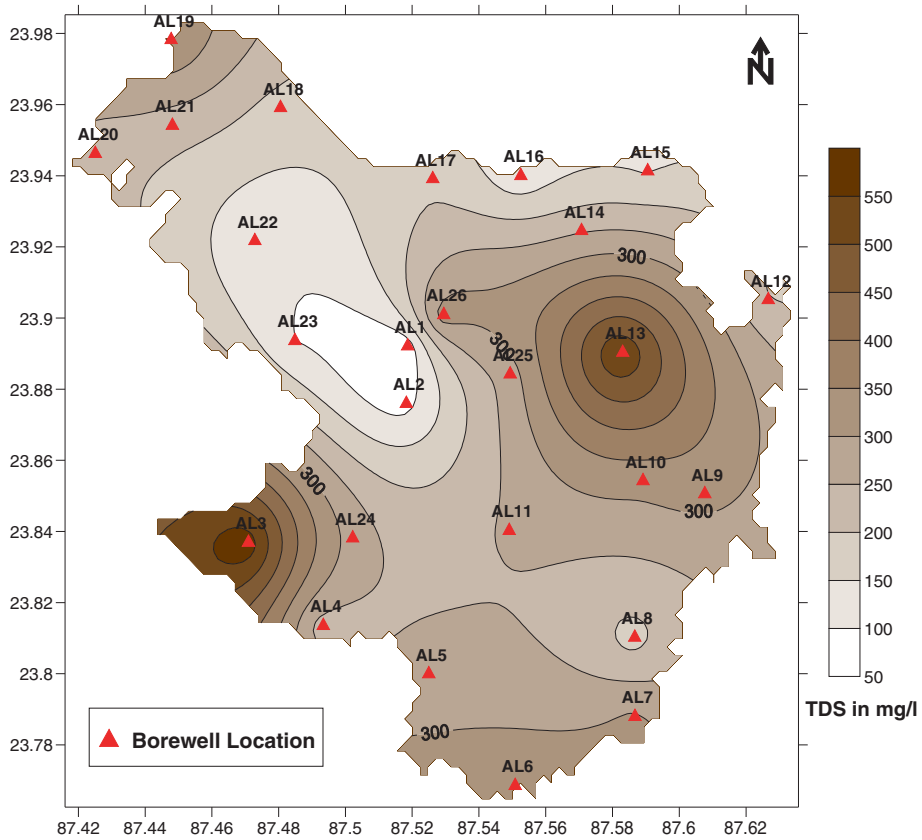 23.98
23.96
23.94
23.92
23.9
23.88
23.86
23.84
23.82
23.8
23.78
87.42 87.44 87.46 87.48 87.5 87.52 87.54 87.56 87.58 87.6 87.62
AL19
N
AL18
AL21
AL20
AL17
AL16
AL15
AL22
AL14
300
AL12
AL26
AL23
AL1
AL13
300
AL25
AL2
AL10
AL9
300
300
AL3
AL24
AL11
AL4
AL8
AL5
AL7
300
AL6
Borewell Location
550
500
450
400
350
300
250
200
150
100
50
TDS in mg/l